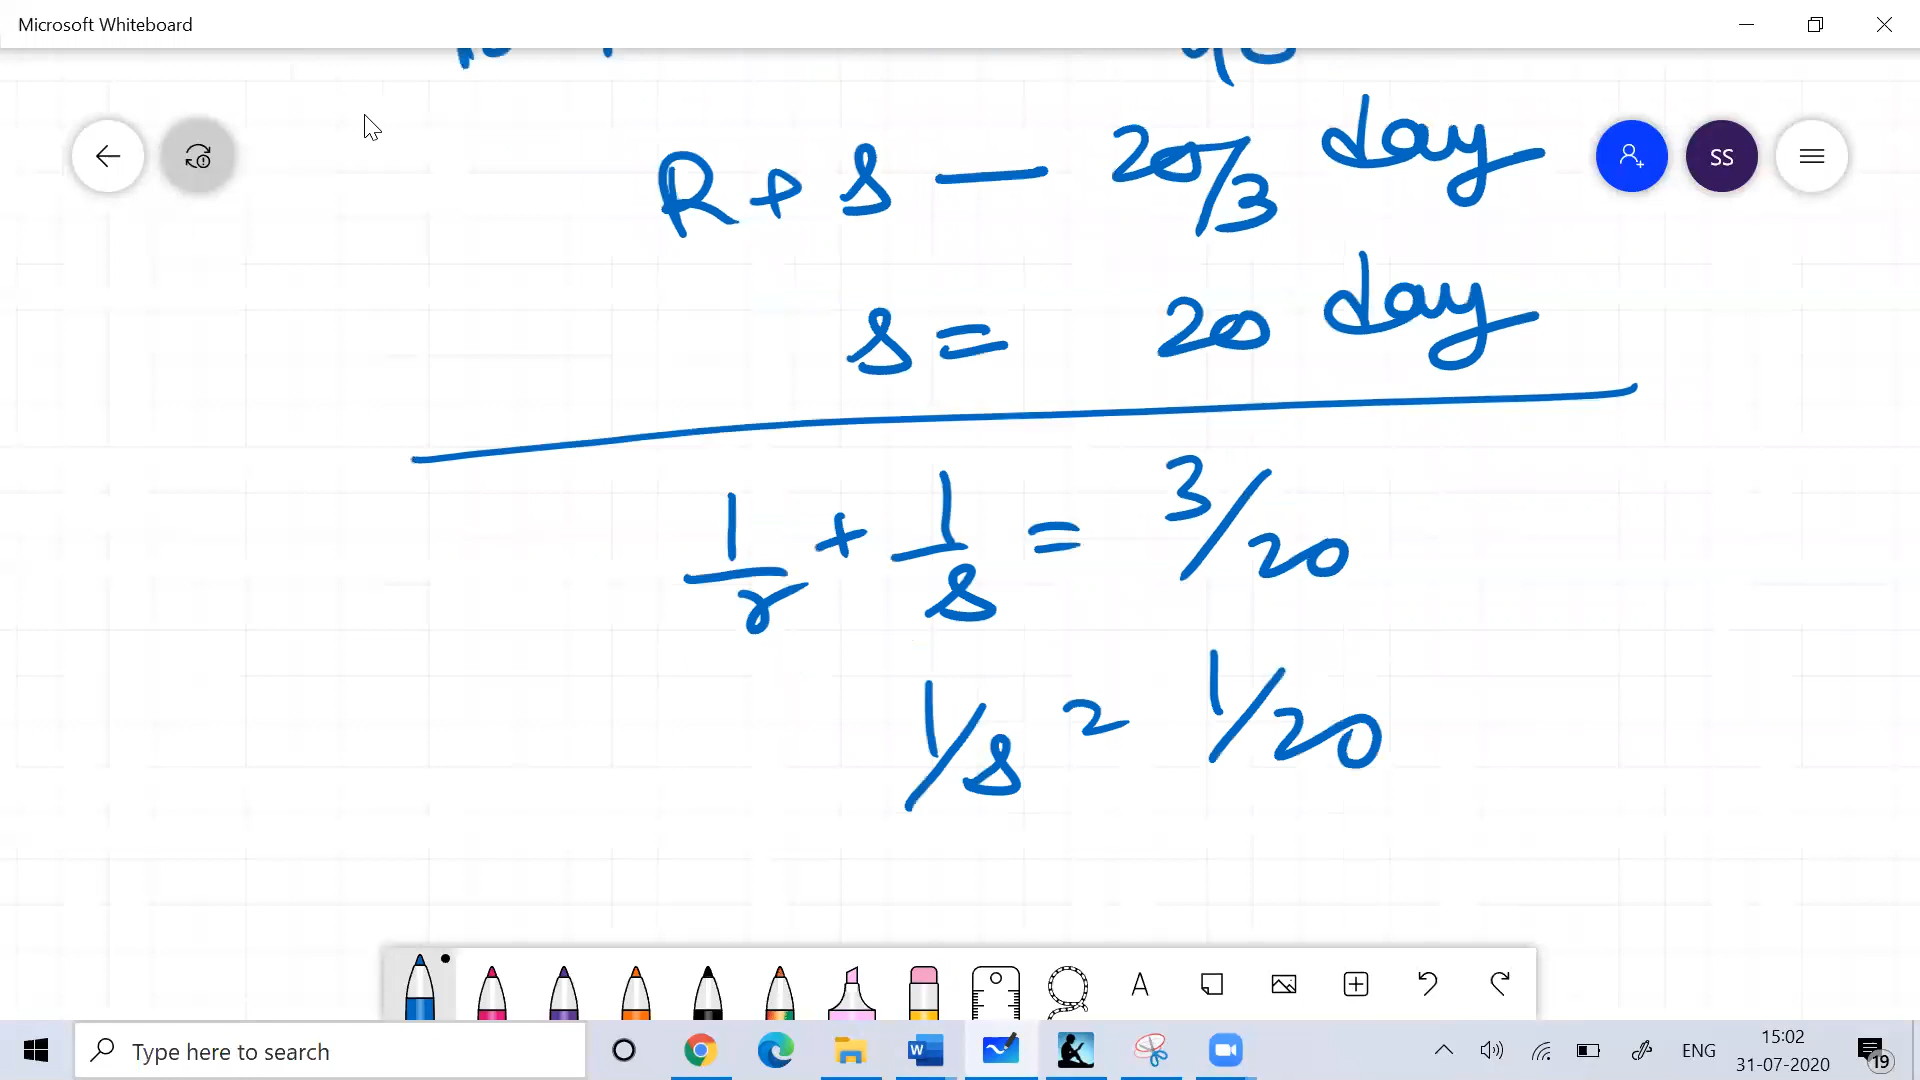 Microsoft Whiteboard
R + s — 20/3 day
SS
s = 20 day
1/r + 1/s = 3/20
1/s = 1/20
A
Type here to search
W
ENG
15:02
31-07-2020
19